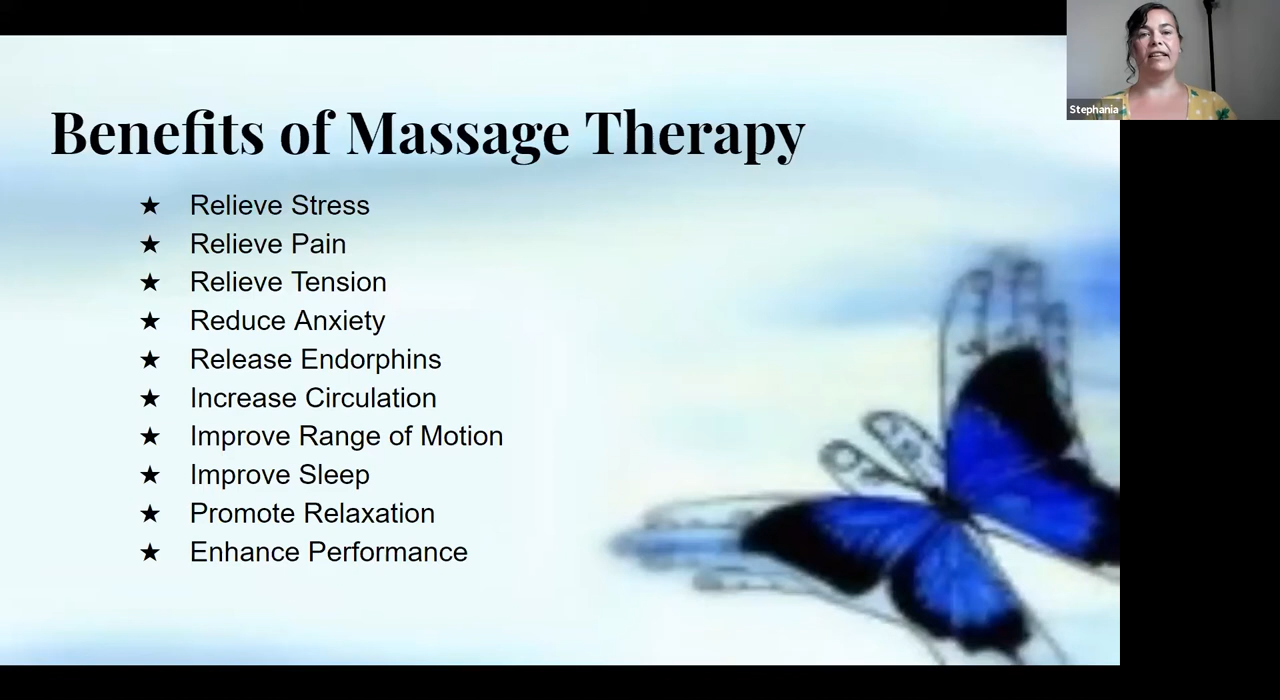 Benefits of Massage Therapy
★ Relieve Stress
★ Relieve Pain
★ Relieve Tension
★ Reduce Anxiety
★ Release Endorphins
★ Increase Circulation
★ Improve Range of Motion
★ Improve Sleep
★ Promote Relaxation
★ Enhance Performance
Stephania